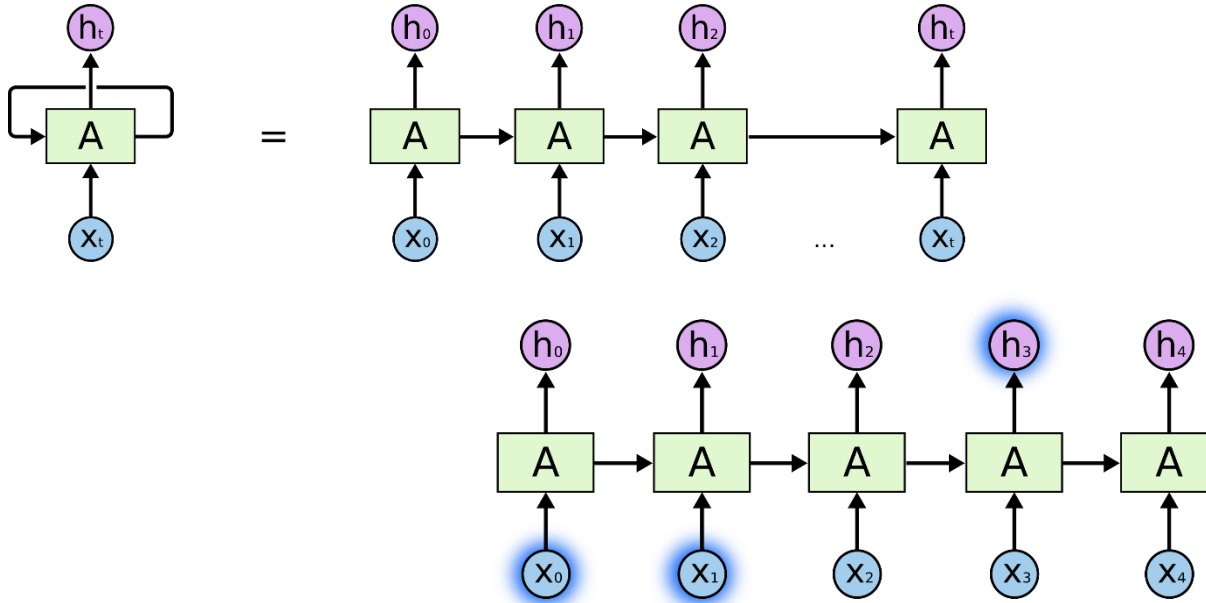 hₜ h₀ h₁ h₂ hₜ
A = A A A A
xₜ x₀ x₁ x₂ ... xₜ
h₀ h₁ h₂ h₃ h₄
A A A A A
x₀ x₁ x₂ x₃ x₄